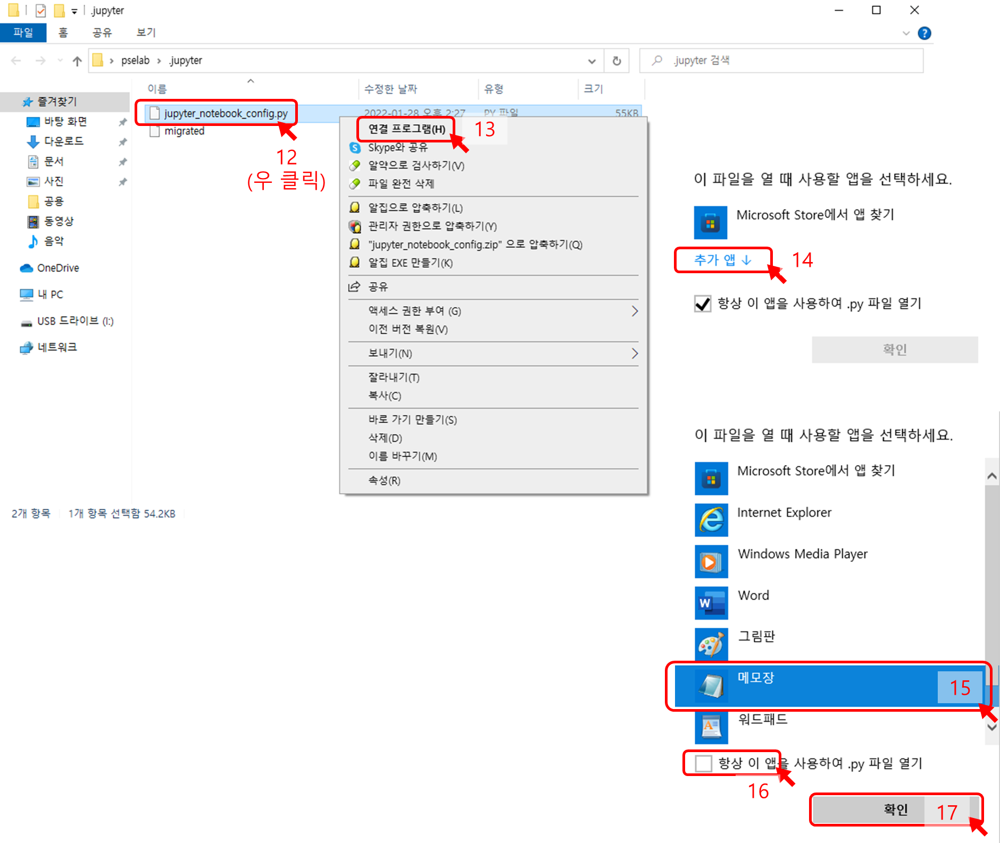 .jupyter
파일 홈 공유 보기
pselab .jupyter
.jupyter 검색
이름 수정한 날짜 유형 크기
즐겨찾기
바탕 화면
다운로드
문서
사진
공용
동영상
음악
OneDrive
내 PC
USB 드라이브 (I:)
네트워크
jupyter_notebook_config.py 2022-01-28 오후 2:27 PY 파일 55KB
migrated
12
(우 클릭)
연결 프로그램(H)
13
Skype와 공유
알약으로 검사하기(V)
파일 완전 삭제
알집으로 압축하기(L)
관리자 권한으로 압축하기(Y)
"jupyter_notebook_config.zip" 으로 압축하기(Q)
알집 EXE 만들기(K)
공유
액세스 권한 부여 (G)
이전 버전 복원(V)
보내기(N)
잘라내기(T)
복사(C)
바로 가기 만들기(S)
삭제(D)
이름 바꾸기(M)
속성(R)
2개 항목 1개 항목 선택함 54.2KB
이 파일을 열 때 사용할 앱을 선택하세요.
Microsoft Store에서 앱 찾기
추가 앱 ↓
14
항상 이 앱을 사용하여 .py 파일 열기
확인
이 파일을 열 때 사용할 앱을 선택하세요.
Microsoft Store에서 앱 찾기
Internet Explorer
Windows Media Player
Word
그림판
메모장
15
워드패드
항상 이 앱을 사용하여 .py 파일 열기
16
확인
17